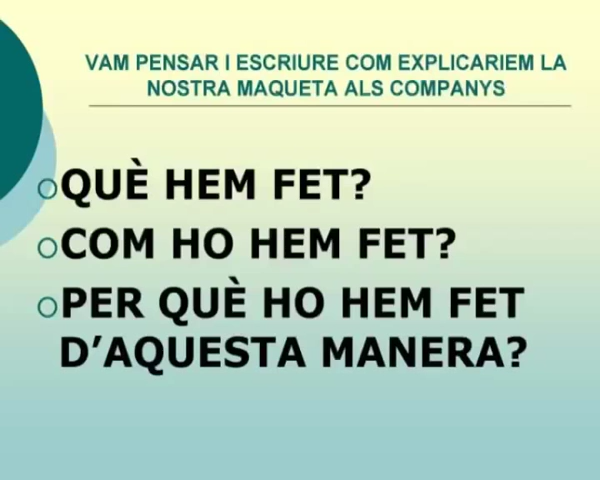 VAM PENSAR I ESCRIURE COM EXPLICARIEM LA
NOSTRA MAQUETA ALS COMPANYS
QUÈ HEM FET?
COM HO HEM FET?
PER QUÈ HO HEM FET
D’AQUESTA MANERA?